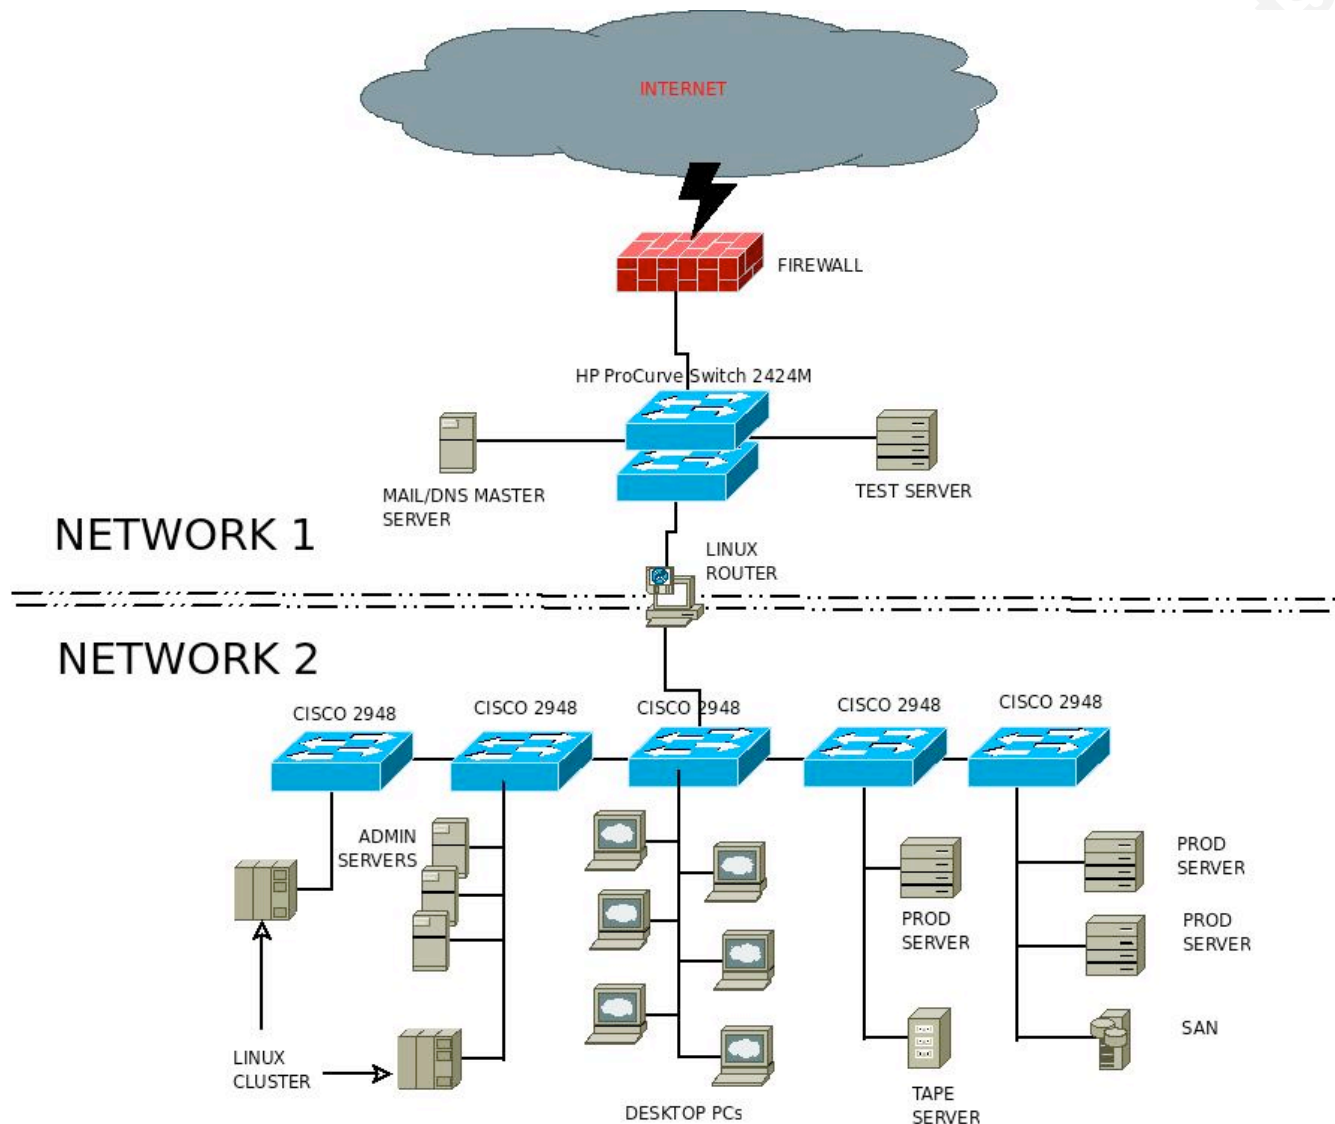 INTERNET
FIREWALL
HP ProCurve Switch 2424M
MAIL/DNS MASTER
SERVER
TEST SERVER
NETWORK 1
LINUX
ROUTER
NETWORK 2
CISCO 2948
CISCO 2948
CISCO 2948
CISCO 2948
CISCO 2948
ADMIN
SERVERS
PROD
SERVER
PROD
SERVER
PROD
SERVER
SAN
LINUX
CLUSTER
TAPE
SERVER
DESKTOP PCs